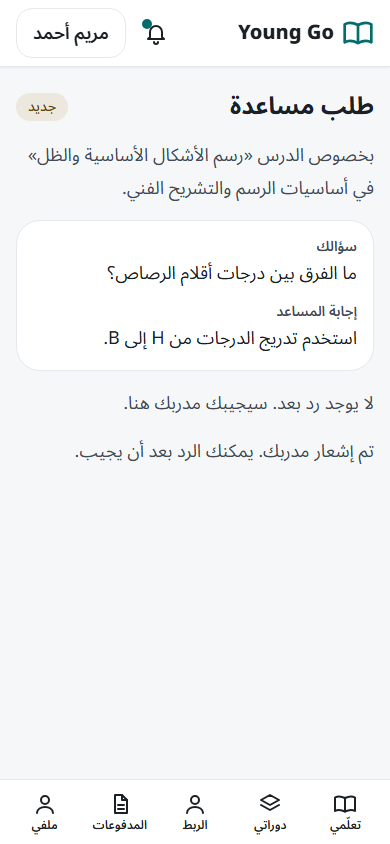 Young Go
مريم أحمد
طلب مساعدة
جديد
بخصوص الدرس «رسم الأشكال الأساسية والظل»
في أساسيات الرسم والتشريح الفني.
سؤالك
ما الفرق بين درجات أقلام الرصاص؟
إجابة المساعد
استخدم تدريج الدرجات من H إلى B.
لا يوجد رد بعد. سيجيبك مدربك هنا.
تم إشعار مدربك. يمكنك الرد بعد أن يجيب.
تعلّمي
دوراتي
الربط
المدفوعات
ملفي